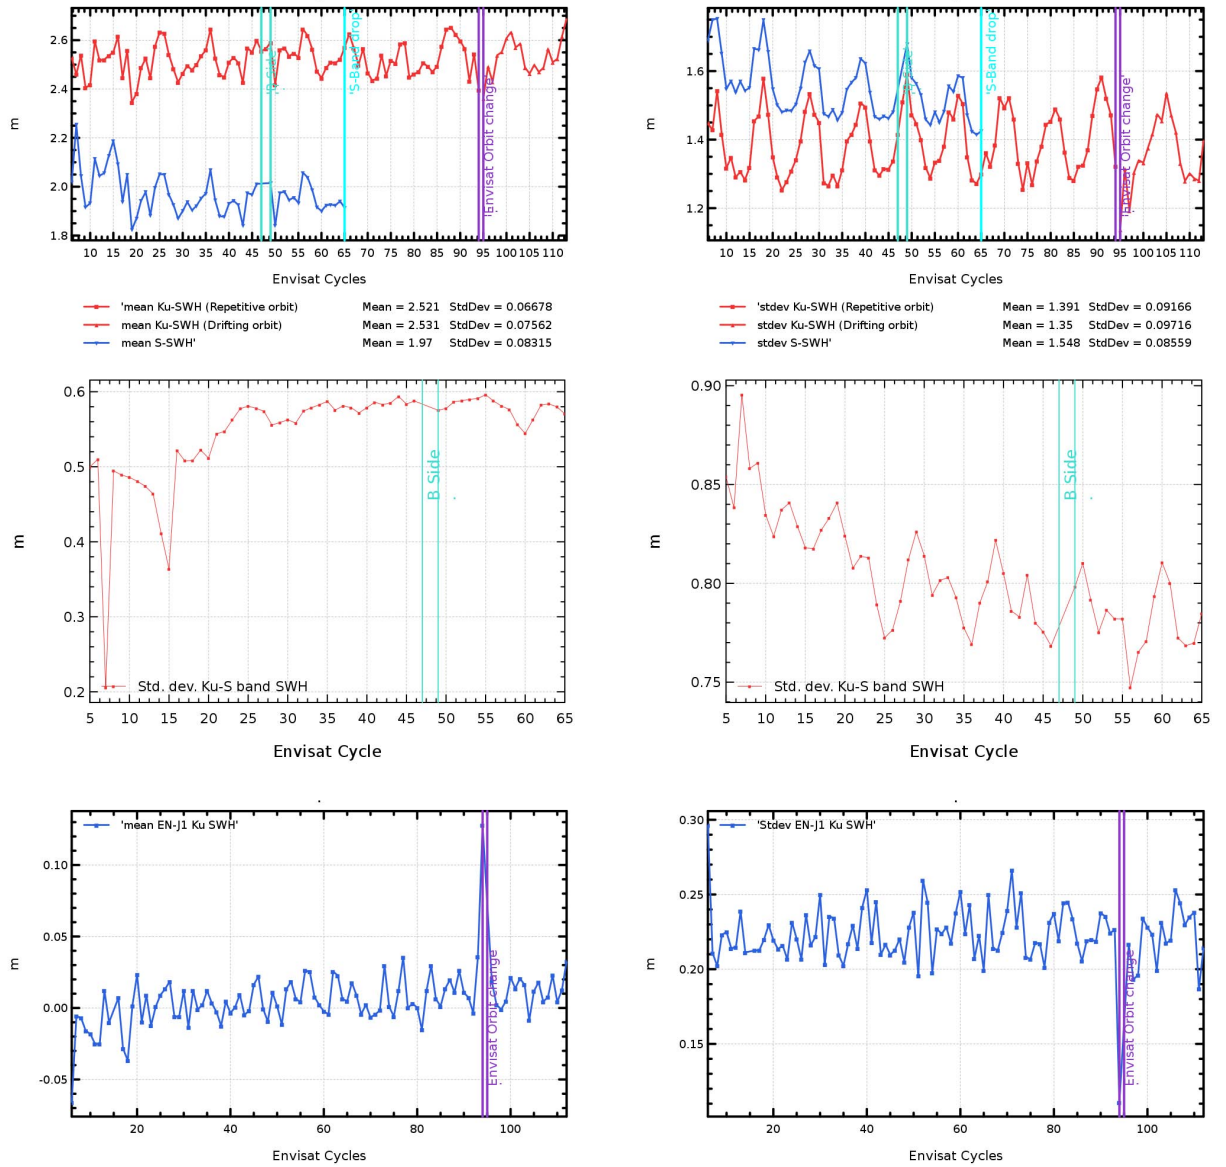 2.6
2.4
2.2
2.0
1.8
m
'B-Side'
'S-Band drop'
'Envisat Orbit change'
10 15 20 25 30 35 40 45 50 55 60 65 70 75 80 85 90 95 100 105 110
Envisat Cycles
'mean Ku-SWH (Repetitive orbit) Mean = 2.521 StdDev = 0.06678
mean Ku-SWH (Drifting orbit) Mean = 2.531 StdDev = 0.07562
mean S-SWH' Mean = 1.97 StdDev = 0.08315
1.6
1.4
1.2
m
'S-Band drop'
'Envisat Orbit change'
10 15 20 25 30 35 40 45 50 55 60 65 70 75 80 85 90 95 100 105 110
Envisat Cycles
'stdev Ku-SWH (Repetitive orbit) Mean = 1.391 StdDev = 0.09166
stdev Ku-SWH (Drifting orbit) Mean = 1.35 StdDev = 0.09716
stdev S-SWH' Mean = 1.548 StdDev = 0.08559
0.6
0.5
0.4
0.3
0.2
m
B Side
Std. dev. Ku-S band SWH
5 10 15 20 25 30 35 40 45 50 55 60 65
Envisat Cycle
0.90
0.85
0.80
0.75
m
B Side
Std. dev. Ku-S band SWH
5 10 15 20 25 30 35 40 45 50 55 60 65
Envisat Cycle
'mean EN-J1 Ku SWH'
0.10
0.05
0.00
-0.05
m
Envisat Orbit change'
20 40 60 80 100
Envisat Cycles
'Stdev EN-J1 Ku SWH'
0.30
0.25
0.20
0.15
m
Envisat Orbit change'
20 40 60 80 100
Envisat Cycles